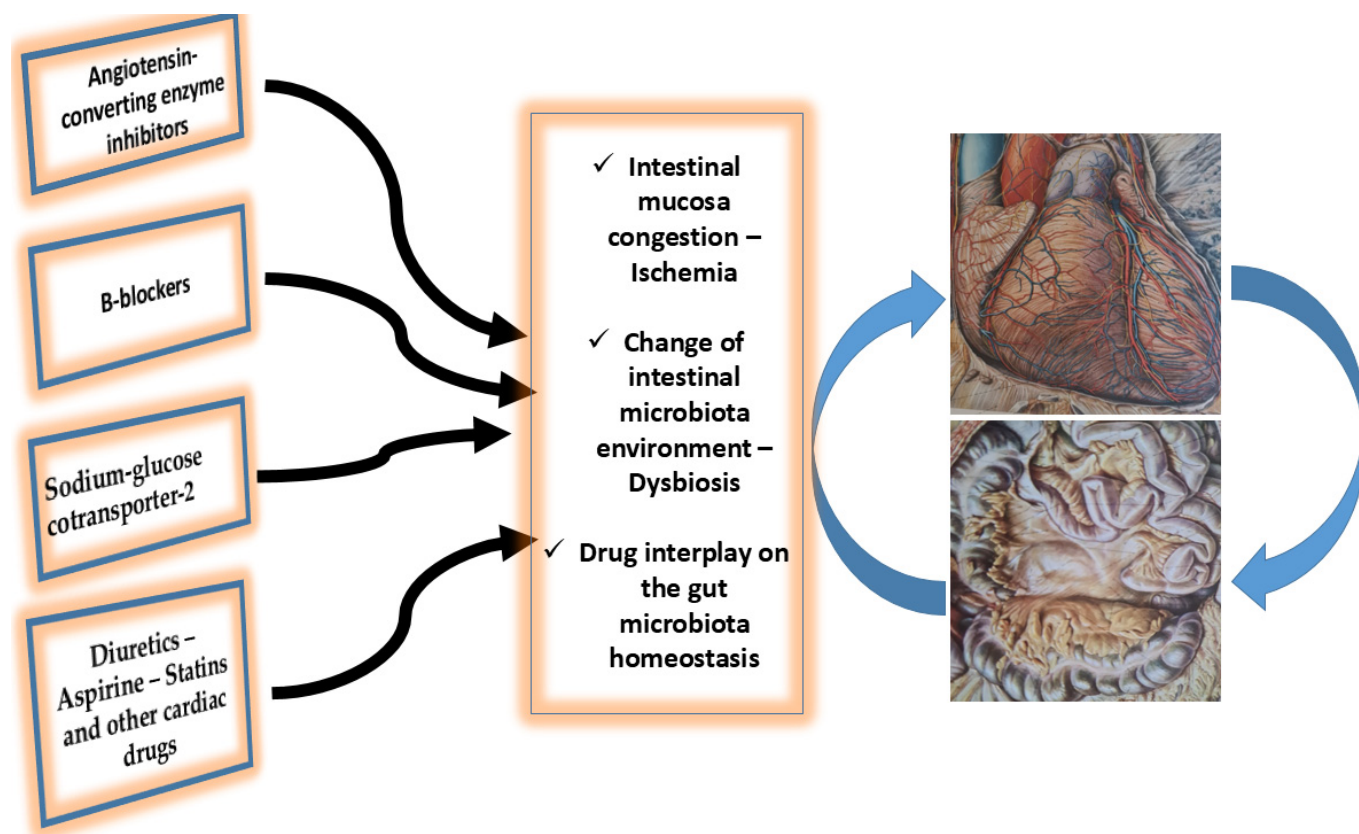 Angiotensin-
converting enzyme
inhibitors
B-blockers
Sodium-glucose
cotransporter-2
Diuretics –
Aspirine – Statins
and other cardiac
drugs
✓ Intestinal
mucosa
congestion –
Ischemia
✓ Change of
intestinal
microbiota
environment –
Dysbiosis
✓ Drug interplay on
the gut
microbiota
homeostasis